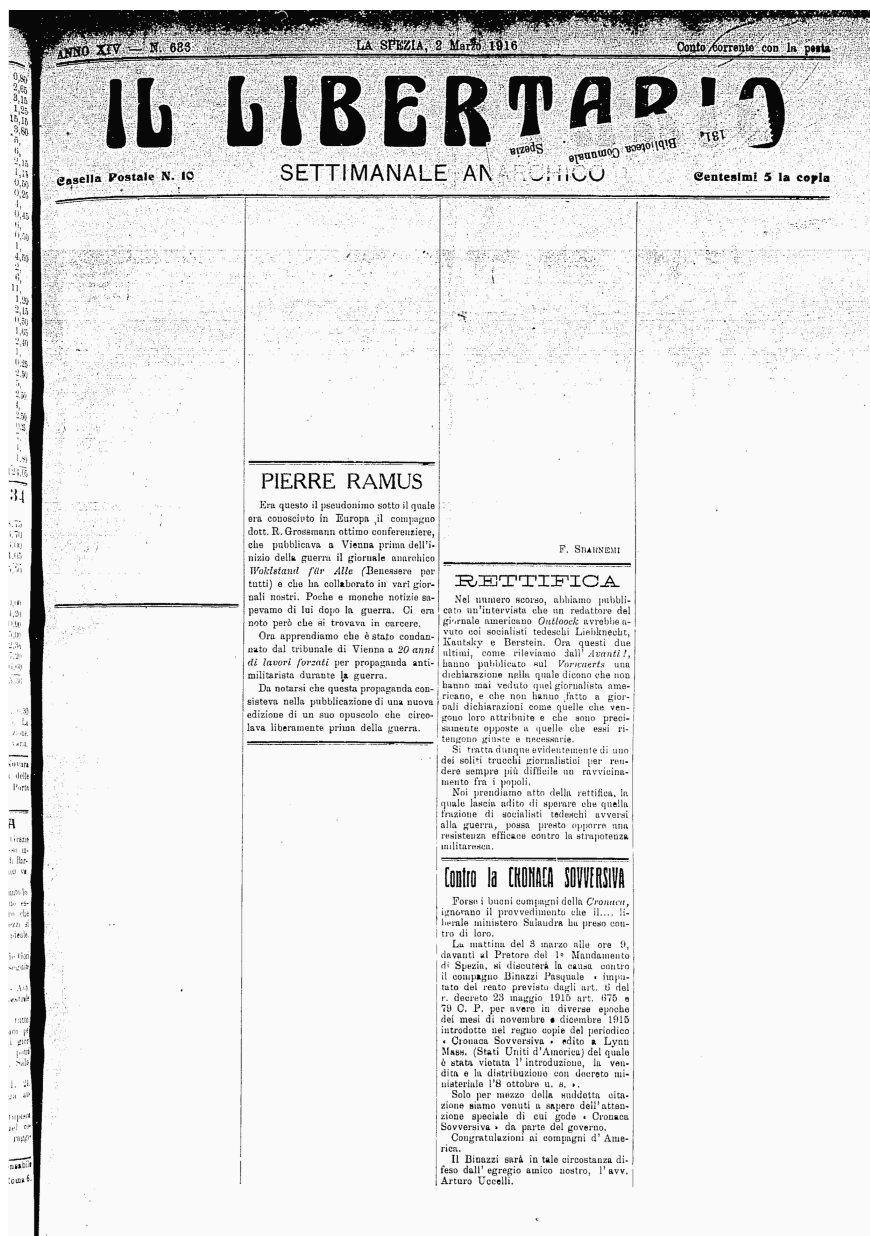 ANNO XIV — N. 683
LA SPEZIA, 2 Marzo 1916
Conto corrente con la posta
IL LIBERTARIO
Biblioteca Comunale
Spezia
Casella Postale N. 10
SETTIMANALE ANARCHICO
Centesimi 5 la copia
PIERRE RAMUS
Era questo il pseudonimo sotto il quale
era conosciuto in Europa il compagno
dott. R. Grossmann ottimo conferenziere,
che pubblicava a Vienna prima dell'i-
nizio della guerra il giornale anarchico
Wohlstand für Alle (Benessere per
tutti) e che ha collaborato in vari gior-
nali nostri. Poche e monche notizie sa-
pevamo di lui dopo la guerra. Ci era
noto però che si trovava in carcere.
Ora apprendiamo che è stato condan-
nato dal tribunale di Vienna a 20 anni
di lavori forzati per propaganda anti-
militarista durante la guerra.
Da notarsi che questa propaganda con-
sisteva nella pubblicazione di una nuova
edizione di un suo opuscolo che circo-
lava liberamente prima della guerra.
F. SBARNEMI
RETTIFICA
Nel numero scorso, abbiamo pubbli-
cato un'intervista che un redattore del
giornale americano Outloock avrebbe a-
vuto coi socialisti tedeschi Liebknecht,
Kautsky e Berstein. Ora questi due
ultimi, come rileviamo dall' Avanti!,
hanno pubblicato sul Vorwaerts una
dichiarazione nella quale dicono che non
hanno mai veduto quel giornalista ame-
ricano, e che non hanno fatto a gior-
nali dichiarazioni come quelle che ven-
gono loro attribuite e che sono preci-
samente opposte a quelle che essi ri-
tengono giuste e necessarie.
Si tratta dunque evidentemente di uno
dei soliti trucchi giornalistici per ren-
dere sempre più difficile un ravvicina-
mento fra i popoli.
Noi prendiamo atto della rettifica, la
quale lascia adito di sperare che quella
frazione di socialisti tedeschi avversi
alla guerra, possa presto opporre una
resistenza efficace contro la strapotenza
militaresca.
Contro la CRONACA SOVVERSIVA
Forse i buoni compagni della Cronaca,
ignorano il provvedimento che il.... li-
berale ministero Salandra ha preso con-
tro di loro.
La mattina del 3 marzo alle ore 9,
davanti al Pretore del 1° Mandamento
di Spezia, si discuterà la causa contro
il compagno Binazzi Pasquale « impu-
tato del reato previsto dagli art. 6 del
r. decreto 23 maggio 1915 art. 675 e
79 C. P. per avere in diverse epoche
dei mesi di novembre e dicembre 1915
introdotte nel regno copie del periodico
« Cronaca Sovversiva » edito a Lynn
Mass. (Stati Uniti d'America) del quale
è stata vietata l' introduzione, la ven-
dita e la distribuzione con decreto mi-
nisteriale l'8 ottobre u. s. ».
Solo per mezzo della suddetta cita-
zione siamo venuti a sapere dell'atten-
zione speciale di cui gode « Cronaca
Sovversiva » da parte del governo.
Congratulazioni ai compagni d' Ame-
rica.
Il Binazzi sarà in tale circostanza di-
feso dall' egregio amico nostro, l' avv.
Arturo Uccelli.